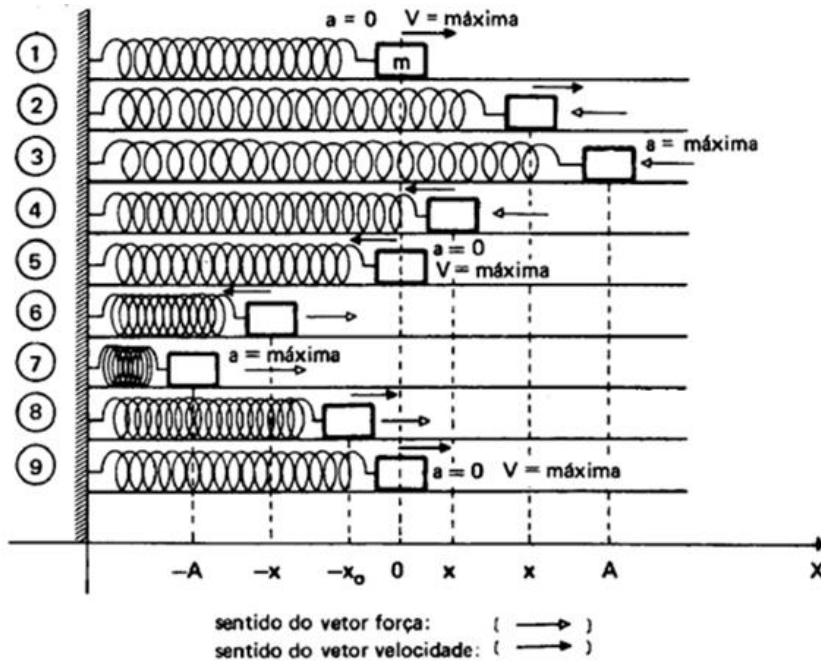 a = 0 V = máxima
1
m
2
3
a = máxima
4
5
a = 0
V = máxima
6
7
a = máxima
8
9
a = 0 V = máxima
−A −x −x₀ 0 x x A X
sentido do vetor força: ( )
sentido do vetor velocidade: ( )